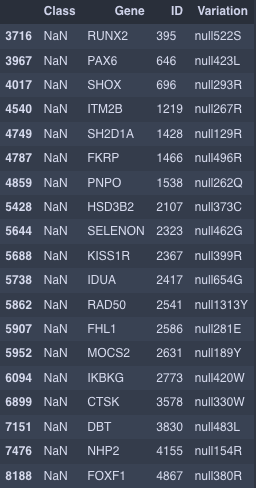 Class Gene ID Variation
3716 NaN RUNX2 395 null522S
3967 NaN PAX6 646 null423L
4017 NaN SHOX 696 null293R
4540 NaN ITM2B 1219 null267R
4749 NaN SH2D1A 1428 null129R
4787 NaN FKRP 1466 null496R
4859 NaN PNPO 1538 null262Q
5428 NaN HSD3B2 2107 null373C
5644 NaN SELENON 2323 null462G
5688 NaN KISS1R 2367 null399R
5738 NaN IDUA 2417 null654G
5862 NaN RAD50 2541 null1313Y
5907 NaN FHL1 2586 null281E
5952 NaN MOCS2 2631 null189Y
6094 NaN IKBKG 2773 null420W
6899 NaN CTSK 3578 null330W
7151 NaN DBT 3830 null483L
7476 NaN NHP2 4155 null154R
8188 NaN FOXF1 4867 null380R